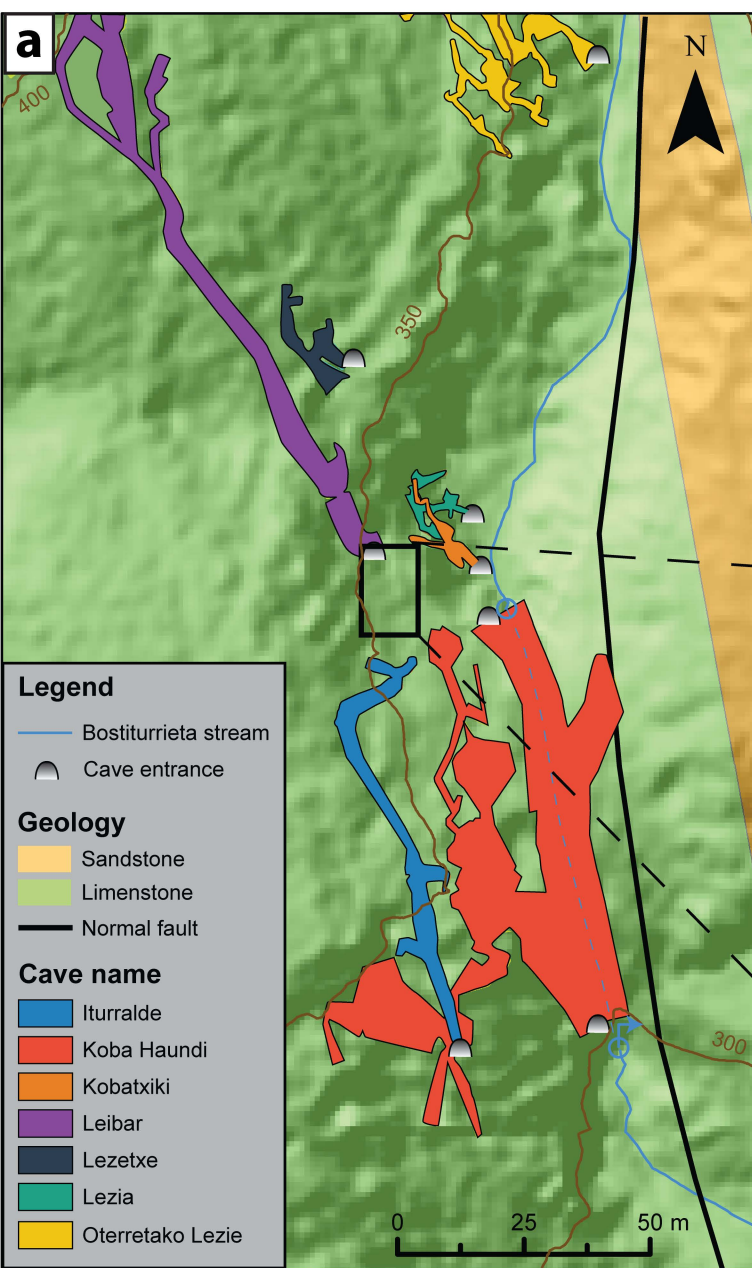 a
N
400
350
Legend
Bostiturrieta stream
Cave entrance
Geology
Sandstone
Limenstone
Normal fault
Cave name
Iturralde
Koba Haundi
Kobatxiki
Leibar
Lezetxe
Lezia
Oterretako Lezie
300
0 25 50 m